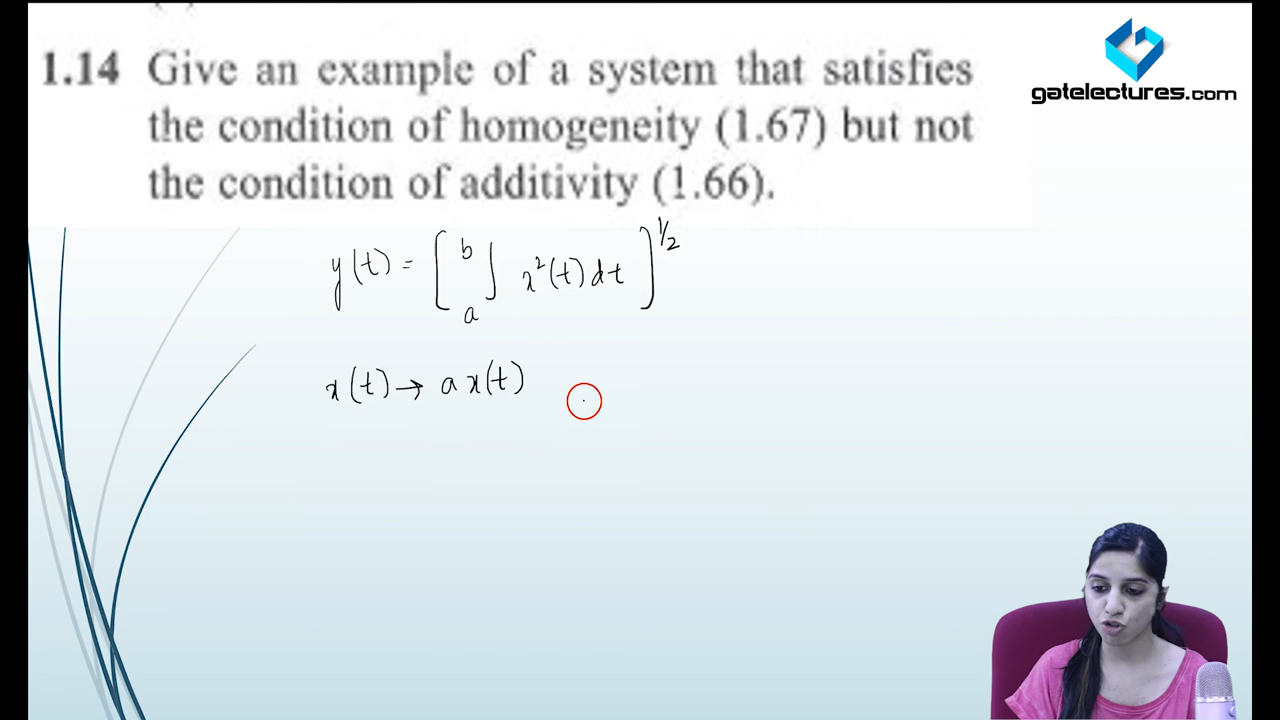 1.14 Give an example of a system that satisfies
the condition of homogeneity (1.67) but not
the condition of additivity (1.66).
gatelectures.com
y(t) = [ b a ∫ x²(t) dt ]^1/2
x(t) → a x(t)